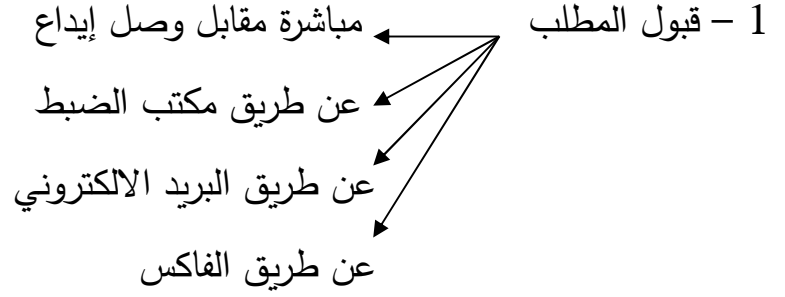 1 – قبول المطلب مباشرة مقابل وصل إيداع
عن طريق مكتب الضبط
عن طريق البريد الالكتروني
عن طريق الفاكس